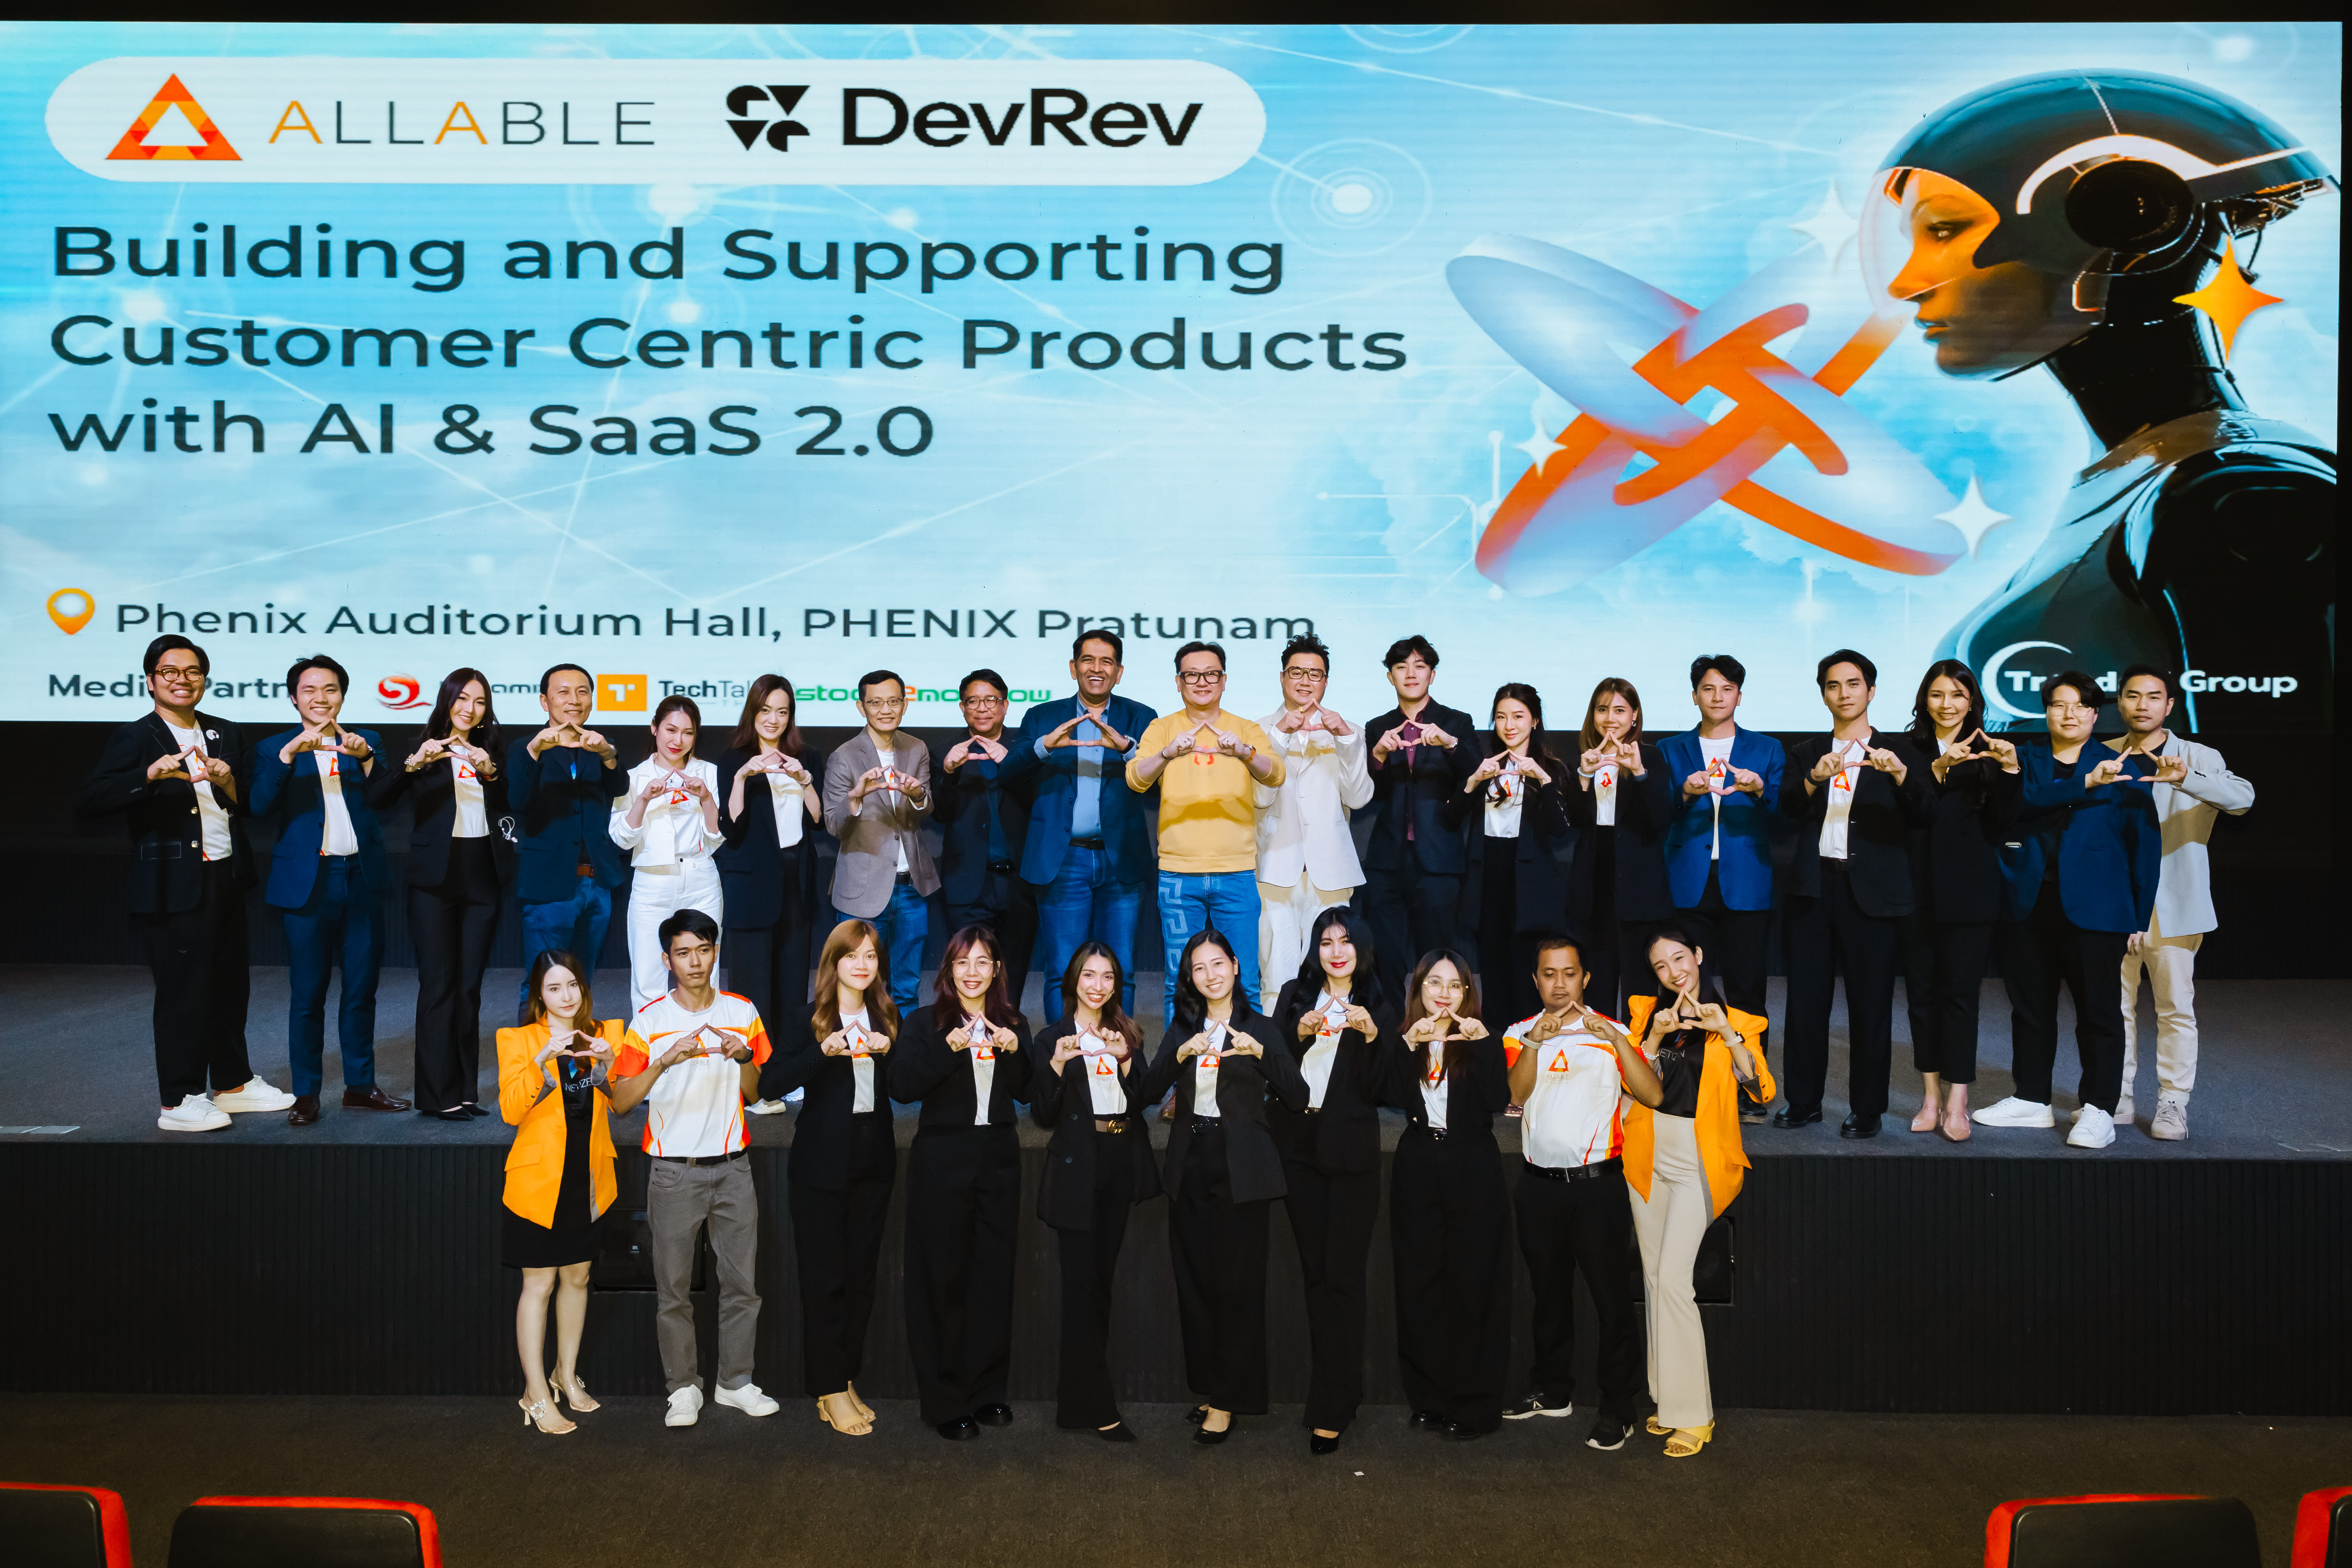 ALLABLE DevRev
Building and Supporting
Customer Centric Products
with AI & SaaS 2.0
Phenix Auditorium Hall, PHENIX Pratunam
Group